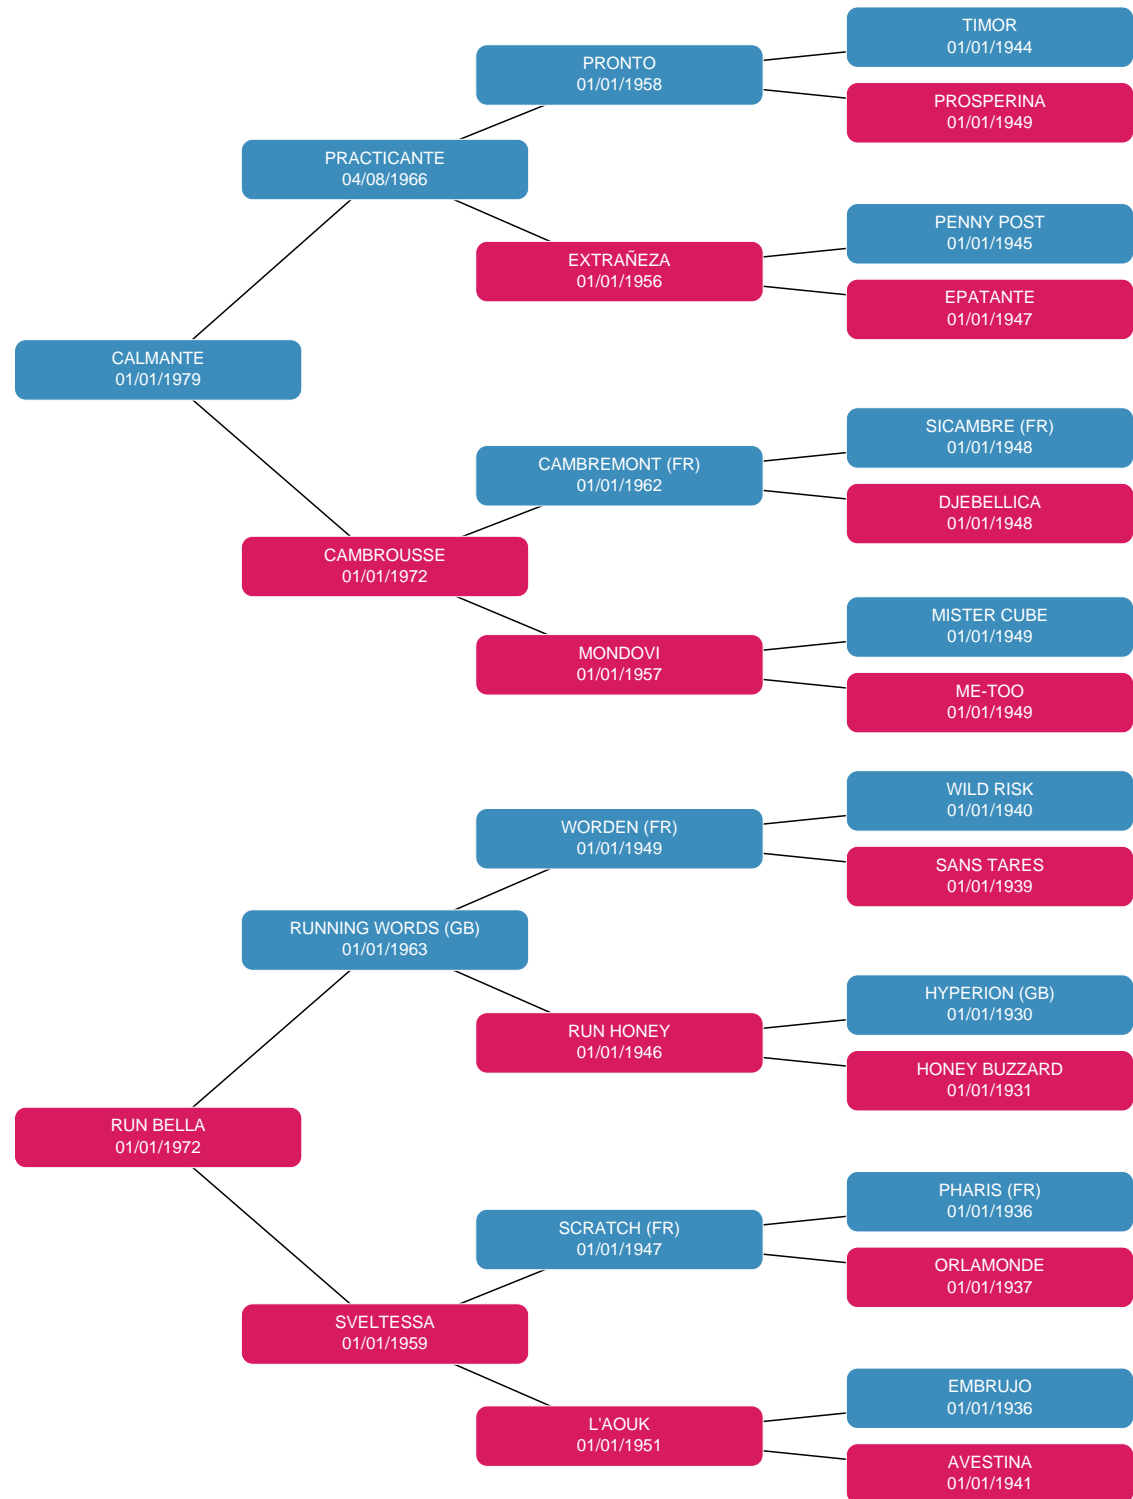 TIMOR
01/01/1944
PRONTO
01/01/1958
PROSPERINA
01/01/1949
PRACTICANTE
04/08/1966
PENNY POST
01/01/1945
EXTRAÑEZA
01/01/1956
EPATANTE
01/01/1947
CALMANTE
01/01/1979
SICAMBRE (FR)
01/01/1948
CAMBREMONT (FR)
01/01/1962
DJEBELLICA
01/01/1948
CAMBROUSSE
01/01/1972
MISTER CUBE
01/01/1949
MONDOVI
01/01/1957
ME-TOO
01/01/1949
WILD RISK
01/01/1940
WORDEN (FR)
01/01/1949
SANS TARES
01/01/1939
RUNNING WORDS (GB)
01/01/1963
HYPERION (GB)
01/01/1930
RUN HONEY
01/01/1946
HONEY BUZZARD
01/01/1931
RUN BELLA
01/01/1972
PHARIS (FR)
01/01/1936
SCRATCH (FR)
01/01/1947
ORLAMONDE
01/01/1937
SVELTESSA
01/01/1959
EMBRUJO
01/01/1936
L'AOUK
01/01/1951
AVESTINA
01/01/1941